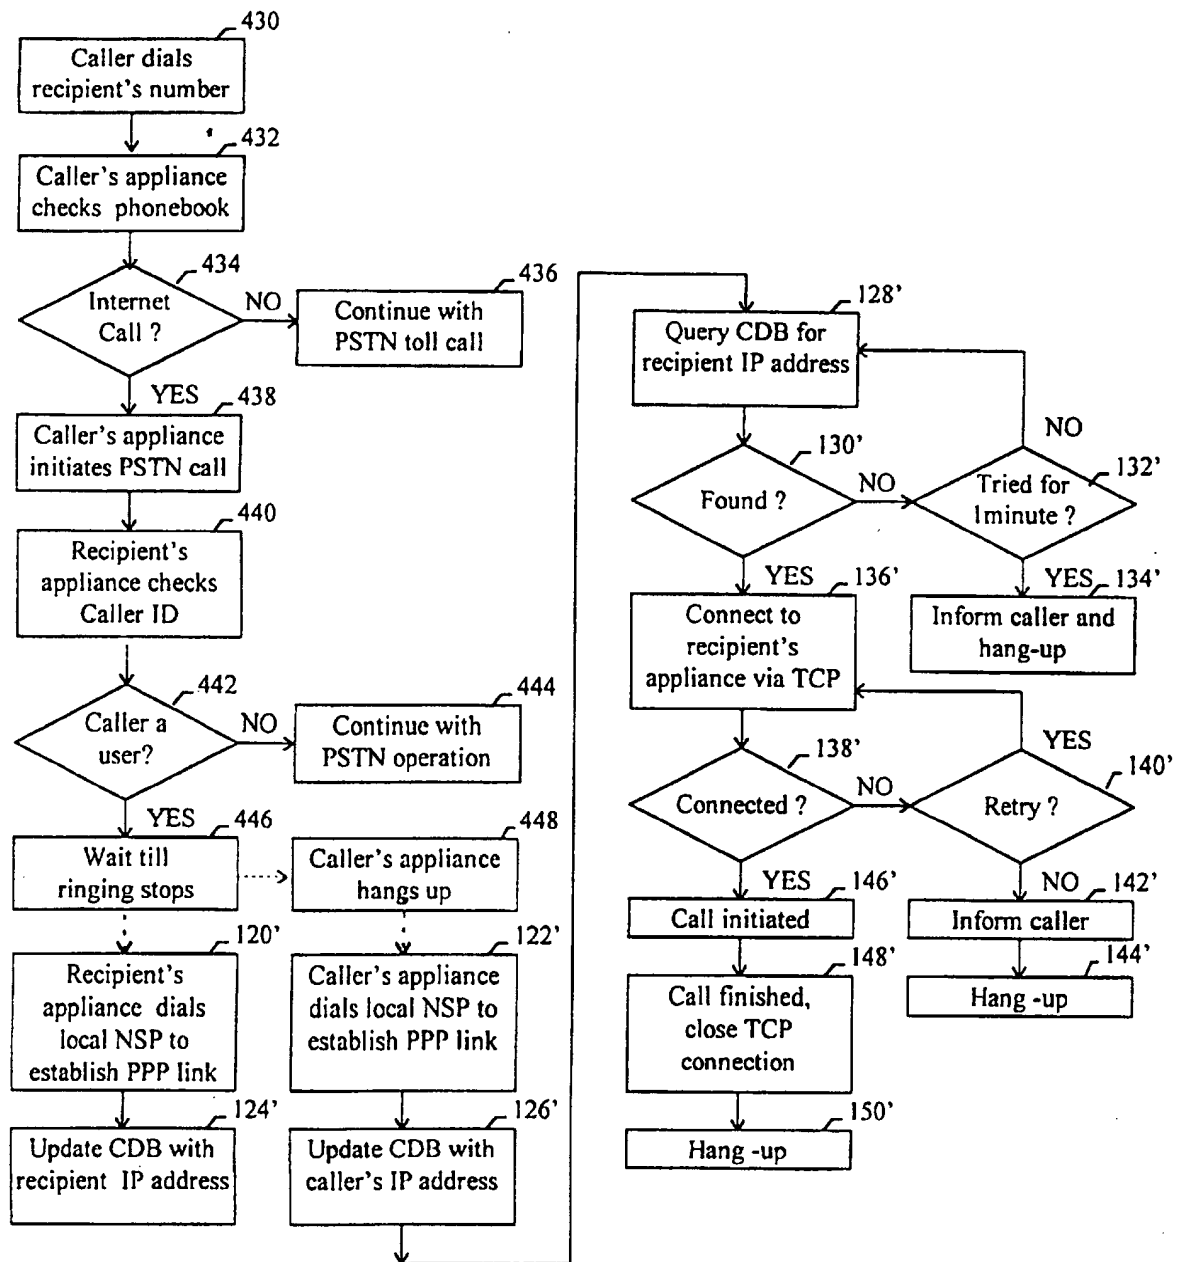 430
Caller dials
recipient's number
432
Caller's appliance
checks phonebook
434
Internet
Call ?
NO
436
Continue with
PSTN toll call
YES
438
Caller's appliance
initiates PSTN call
440
Recipient's
appliance checks
Caller ID
442
Caller a
user?
NO
444
Continue with
PSTN operation
YES
446
Wait till
ringing stops
448
Caller's appliance
hangs up
120'
Recipient's
appliance dials
local NSP to
establish PPP link
122'
Caller's appliance
dials local NSP to
establish PPP link
124'
Update CDB with
recipient IP address
126'
Update CDB with
caller's IP address
128'
Query CDB for
recipient IP address
130'
Found ?
NO
NO
132'
Tried for
1minute ?
YES
134'
Inform caller and
hang-up
YES
136'
Connect to
recipient's
appliance via TCP
138'
Connected ?
NO
YES
140'
Retry ?
NO
142'
Inform caller
144'
Hang -up
YES
146'
Call initiated
148'
Call finished,
close TCP
connection
150'
Hang -up